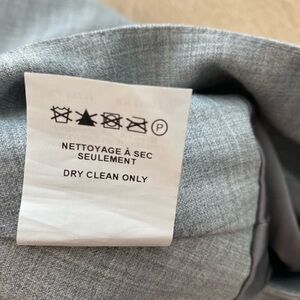 P
NETTOYAGE À SEC
SEULEMENT
DRY CLEAN ONLY